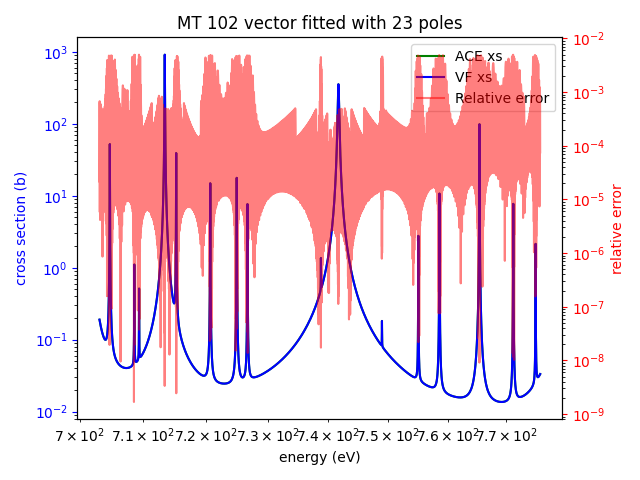 MT 102 vector fitted with 23 poles
10³
10²
10¹
10⁰
10⁻¹
10⁻²
cross section (b)
ACE xs
VF xs
Relative error
10⁻²
10⁻³
10⁻⁴
10⁻⁵
10⁻⁶
10⁻⁷
10⁻⁸
10⁻⁹
relative error
7 × 10² 7.1 × 10² 7.2 × 10² 7.3 × 10² 7.4 × 10² 7.5 × 10² 7.6 × 10² 7.7 × 10²
energy (eV)